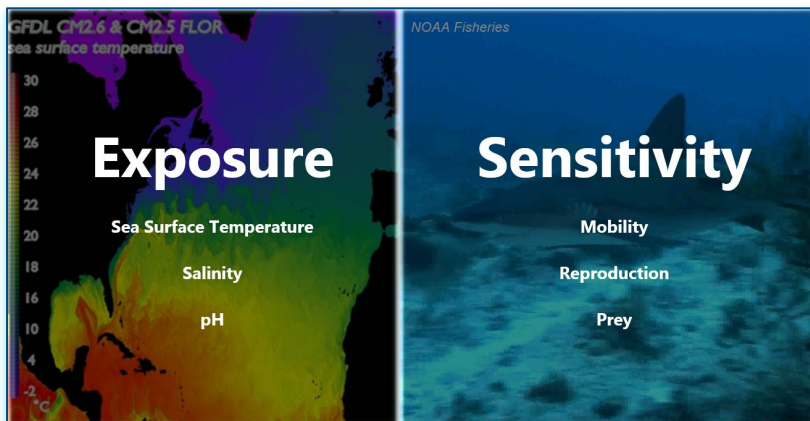 GFDL CM2.6 & CM2.5 FLOR
sea surface temperature
30
28
26
24
22
20
18
16
10
4
-2
°C
Exposure
Sea Surface Temperature
Salinity
pH
NOAA Fisheries
Sensitivity
Mobility
Reproduction
Prey